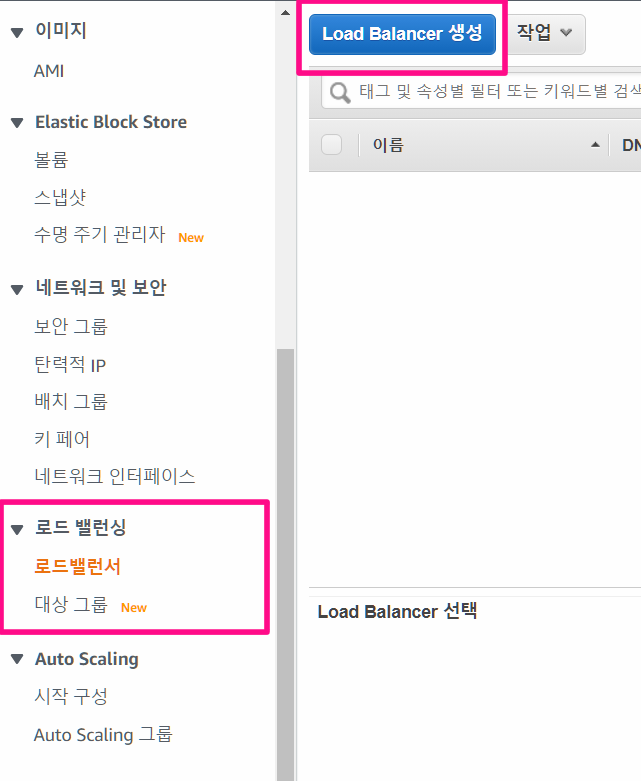 이미지
AMI
Elastic Block Store
볼륨
스냅샷
수명 주기 관리자 New
네트워크 및 보안
보안 그룹
탄력적 IP
배치 그룹
키 페어
네트워크 인터페이스
로드 밸런싱
로드밸런서
대상 그룹 New
Auto Scaling
시작 구성
Auto Scaling 그룹
Load Balancer 생성 작업
태그 및 속성별 필터 또는 키워드별 검색
이름 DN
Load Balancer 선택